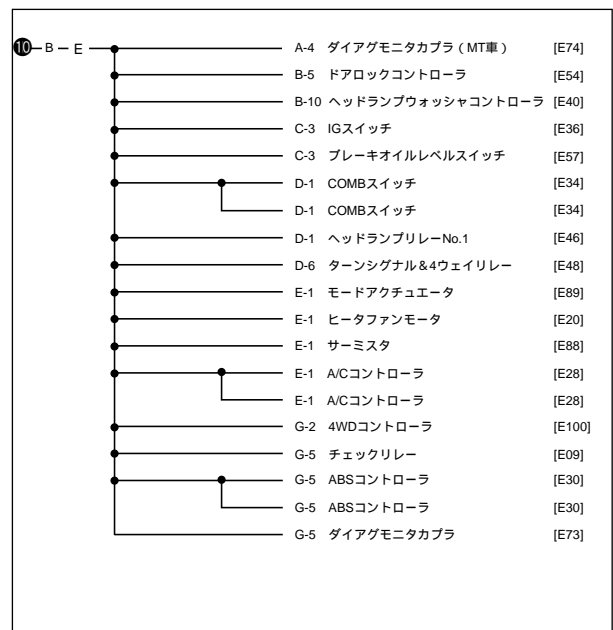 10 B E A-4 ダイアグモニタカプラ ( MT車 ) [E74]
B-5 ドアロックコントローラ [E54]
B-10 ヘッドランプウォッシャコントローラ [E40]
C-3 IGスイッチ [E36]
C-3 ブレーキオイルレベルスイッチ [E57]
D-1 COMBスイッチ [E34]
D-1 COMBスイッチ [E34]
D-1 ヘッドランプリレーNo.1 [E46]
D-6 ターンシグナル&4ウェイリレー [E48]
E-1 モードアクチュエータ [E89]
E-1 ヒータファンモータ [E20]
E-1 サーミスタ [E88]
E-1 A/Cコントローラ [E28]
E-1 A/Cコントローラ [E28]
G-2 4WDコントローラ [E100]
G-5 チェックリレー [E09]
G-5 ABSコントローラ [E30]
G-5 ABSコントローラ [E30]
G-5 ダイアグモニタカプラ [E73]